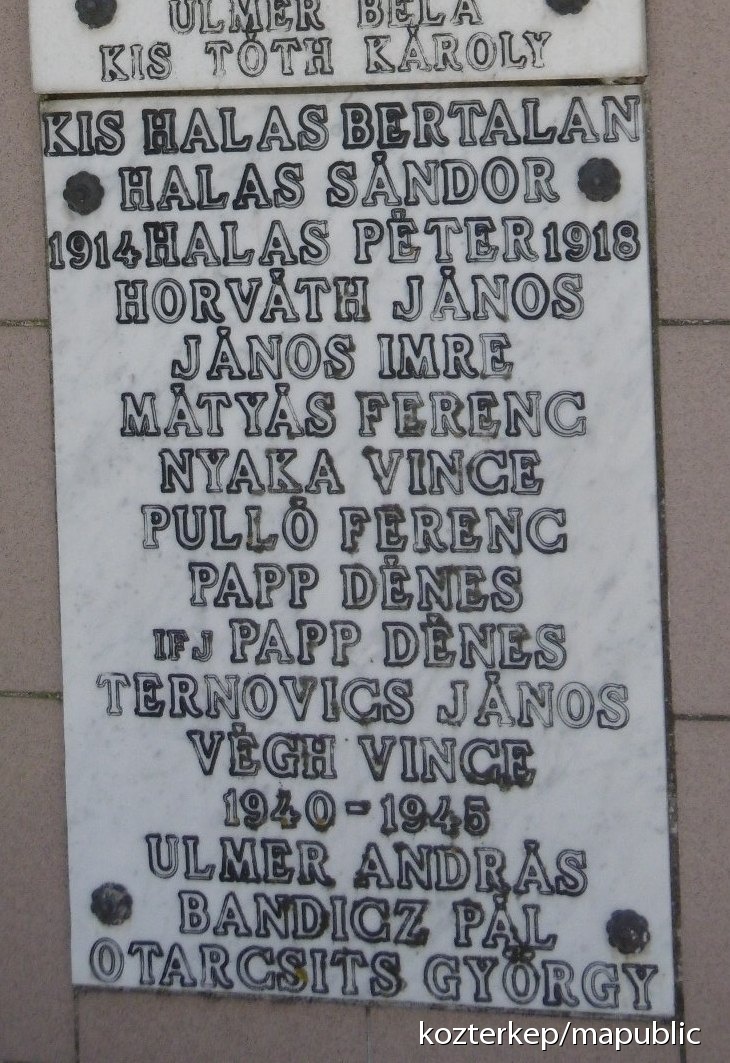 ULMER BÉLA
KIS TÓTH KÁROLY
KIS HALAS BERTALAN
HALAS SÁNDOR
1914 HALAS PÉTER 1918
HORVÁTH JÁNOS
JÁNOS IMRE
MÁTYÁS FERENC
NYAKA VINCE
PULLÓ FERENC
PAPP DÉNES
IFJ PAPP DÉNES
TERNOVICS JÁNOS
VÉGH VINCE
1940-1945
ULMER ANDRÁS
BANDICZ PÁL
OTARCSITS GYÖRGY
kozterkep/mapublic